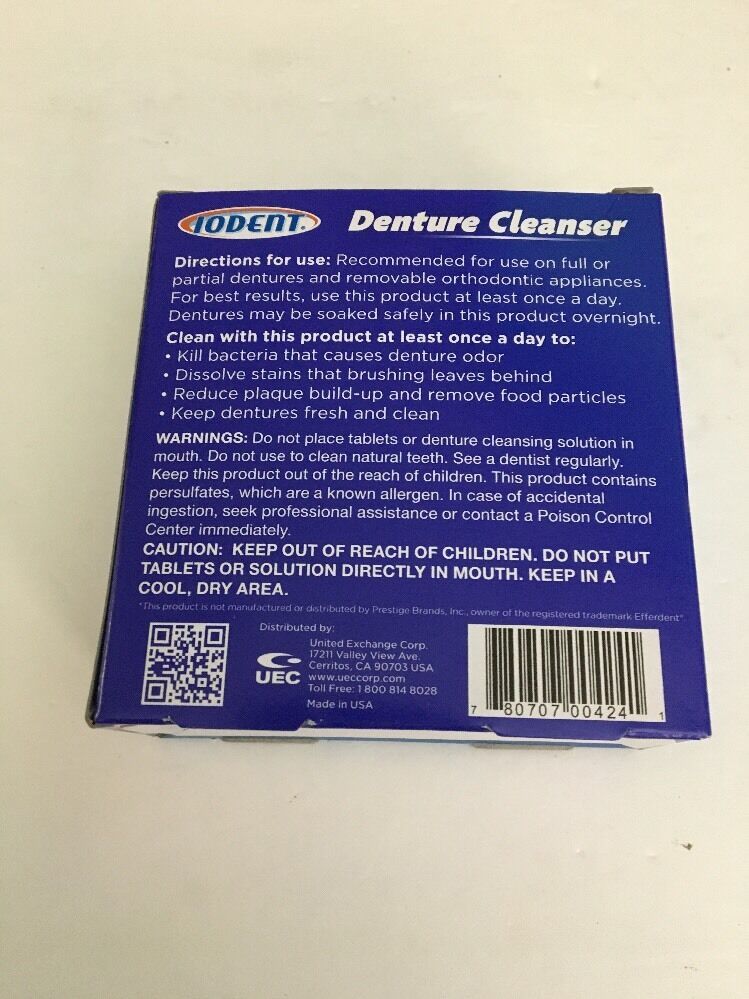 IODENT®
Denture Cleanser
Directions for use: Recommended for use on full or
partial dentures and removable orthodontic appliances.
For best results, use this product at least once a day.
Dentures may be soaked safely in this product overnight.
Clean with this product at least once a day to:
• Kill bacteria that causes denture odor
• Dissolve stains that brushing leaves behind
• Reduce plaque build-up and remove food particles
• Keep dentures fresh and clean
WARNINGS: Do not place tablets or denture cleansing solution in
mouth. Do not use to clean natural teeth. See a dentist regularly.
Keep this product out of the reach of children. This product contains
persulfates, which are a known allergen. In case of accidental
ingestion, seek professional assistance or contact a Poison Control
Center immediately.
CAUTION: KEEP OUT OF REACH OF CHILDREN. DO NOT PUT
TABLETS OR SOLUTION DIRECTLY IN MOUTH. KEEP IN A
COOL, DRY AREA.
*This product is not manufactured or distributed by Prestige Brands, Inc., owner of the registered trademark Efferdent®
Distributed by:
UEC
United Exchange Corp.
17211 Valley View Ave.
Cerritos, CA 90703 USA
www.ueccorp.com
Toll Free: 1 800 814 8028
Made in USA
7 80707 00424 1